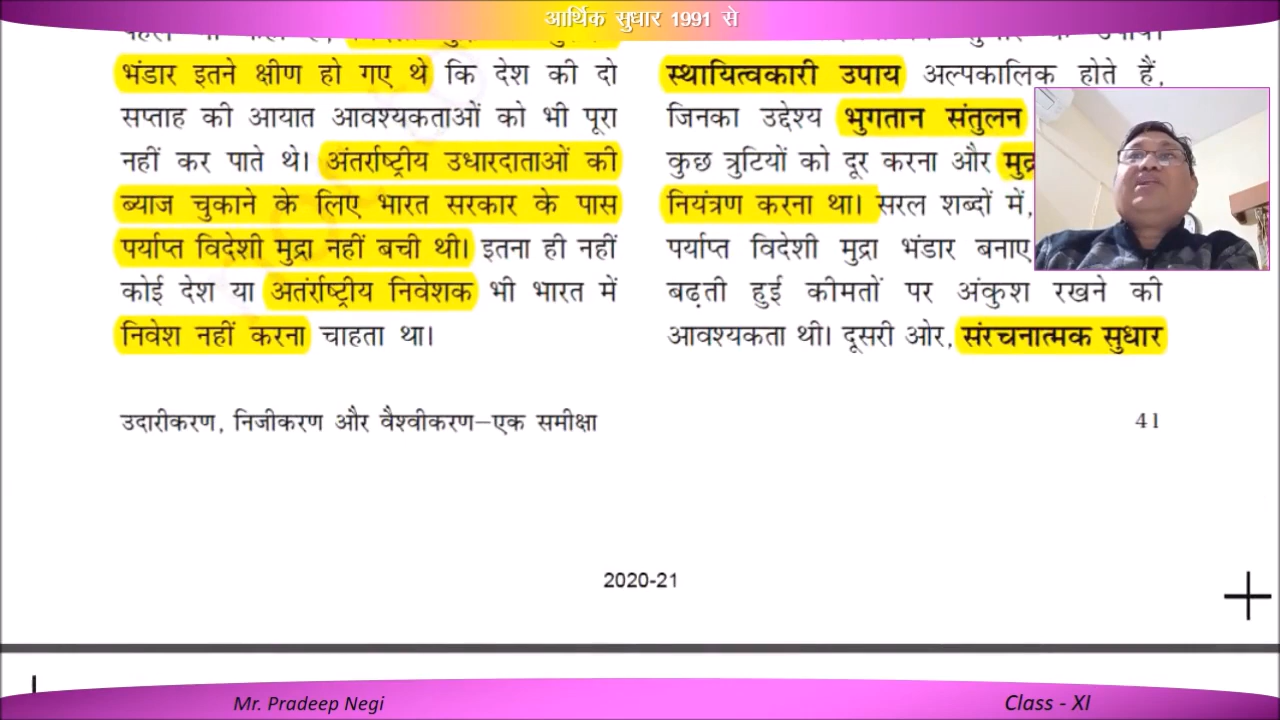 आर्थिक सुधार 1991 से
भंडार इतने क्षीण हो गए थे कि देश की दो
सप्ताह की आयात आवश्यकताओं को भी पूरा
नहीं कर पाते थे। अंतर्राष्ट्रीय उधारदाताओं की
ब्याज चुकाने के लिए भारत सरकार के पास
पर्याप्त विदेशी मुद्रा नहीं बची थी। इतना ही नहीं
कोई देश या अतंर्राष्ट्रीय निवेशक भी भारत में
निवेश नहीं करना चाहता था।
स्थायित्वकारी उपाय अल्पकालिक होते हैं,
जिनका उद्देश्य भुगतान संतुलन
कुछ त्रुटियों को दूर करना और
नियंत्रण करना था। सरल शब्दों में,
पर्याप्त विदेशी मुद्रा भंडार बनाए
बढ़ती हुई कीमतों पर अंकुश रखने की
आवश्यकता थी। दूसरी ओर, संरचनात्मक सुधार
उदारीकरण, निजीकरण और वैश्वीकरण–एक समीक्षा
41
2020-21
Mr. Pradeep Negi
Class - XI